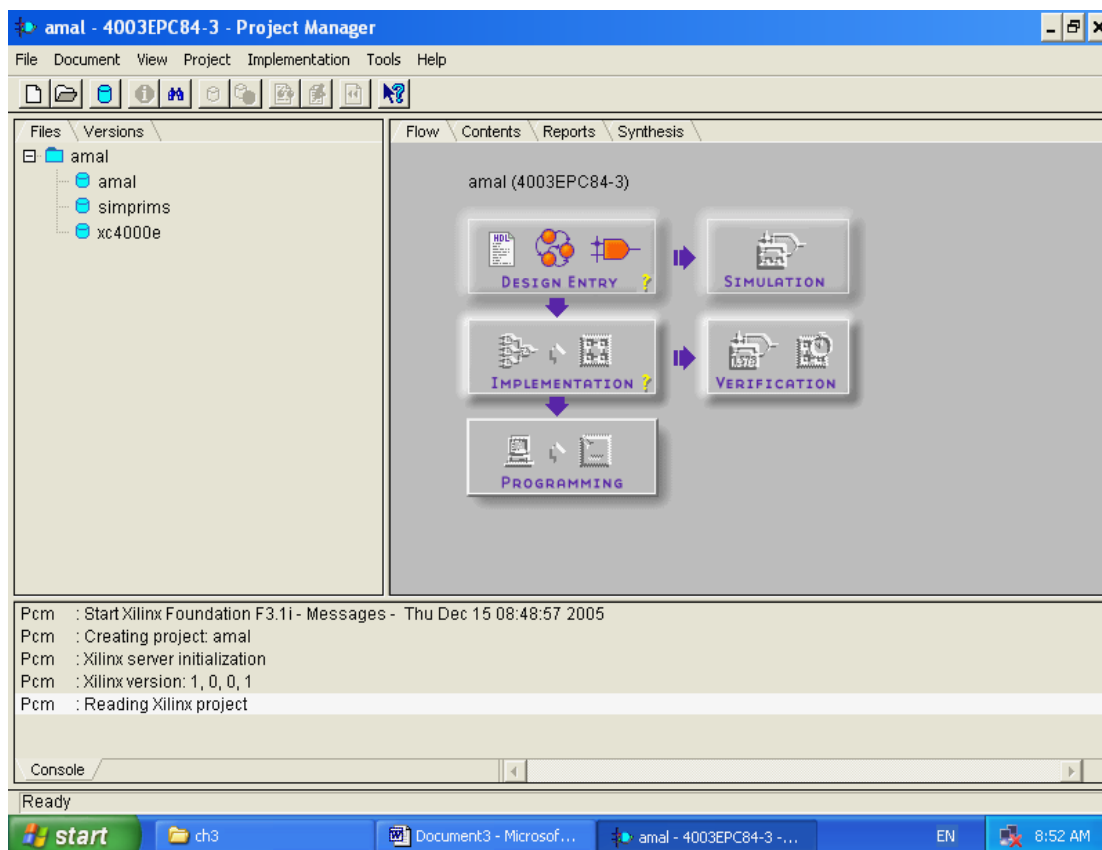 amal - 4003EPC84-3 - Project Manager
File Document View Project Implementation Tools Help
Files Versions
amal
amal
simprims
xc4000e
Flow Contents Reports Synthesis
amal (4003EPC84-3)
HDL
DESIGN ENTRY ?
SIMULATION
IMPLEMENTATION ?
VERIFICATION
PROGRAMMING
Pcm : Start Xilinx Foundation F3.1i - Messages - Thu Dec 15 08:48:57 2005
Pcm : Creating project: amal
Pcm : Xilinx server initialization
Pcm : Xilinx version: 1, 0, 0, 1
Pcm : Reading Xilinx project
Console
Ready
start ch3 Document3 - Microsof... amal - 4003EPC84-3 -... EN 8:52 AM